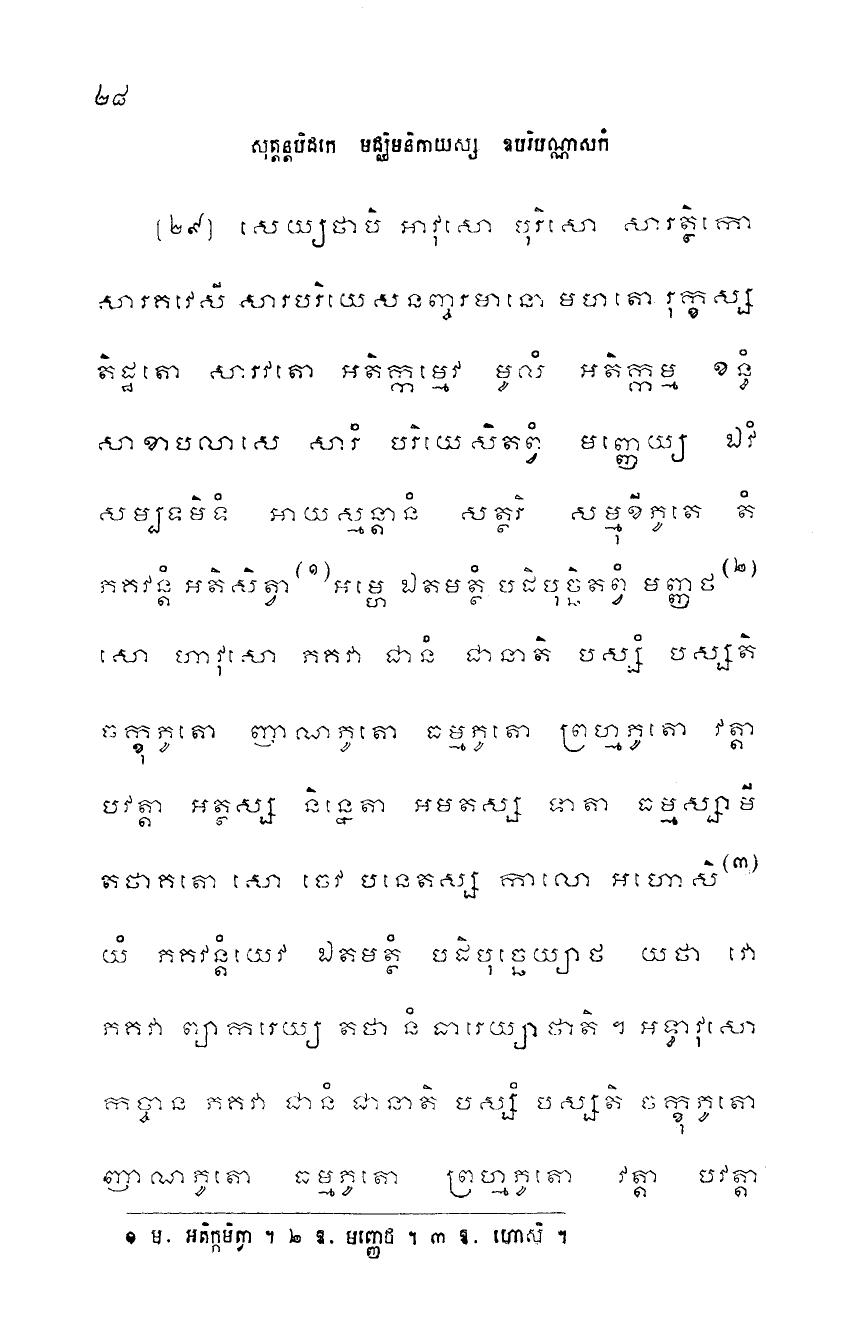 ២៨
សុត្តន្តបិដកេ មជ្ឈិមនិកាយស្ស ឧបរិបណ្ណាសកំ
[២៩] សេយ្យថាបិ អាវុសោ បុរិសោ សារត្ថិកោ
សារគវេសី សារបរិយេសនញ្ចរមានោ មហតោ រុក្ខស្ស
តិដ្ឋតោ សារវតោ អតិក្កម្មេវ មូលំ អតិក្កម្ម ខន្ធំ
សាខាបលាសេ សារំ បរិយេសិតព្វំ មញ្ញេយ្យ ឯវំ
សម្បទមិទំ អាយស្មន្តានំ សត្ថរិ សម្មុខីភូតេ តំ
ភគវន្តំ អតិសិត្វា(១) អម្ហេ ឯតមត្ថំ បដិបុច្ឆិតព្វំ មញ្ញថ(២)
សោ ហាវុសោ ភគវា ជានំ ជានាតិ បស្សំ បស្សតិ
ចក្ខុភូតោ ញាណភូតោ ធម្មភូតោ ព្រហ្មភូតោ វត្តា
បវត្តា អត្ថស្ស និន្នេតា អមតស្ស ទាតា ធម្មស្សាមី
តថាគតោ សោ ចេវ បនេតស្ស កាលោ អហោសិ(៣)
យំ ភគវន្តំយេវ ឯតមត្ថំ បដិបុច្ឆេយ្យាថ យថា វោ
ភគវា ព្យាករេយ្យ តថា នំ ធារេយ្យាថាតិ ។ អទ្ធាវុសោ
កច្ចាន ភគវា ជានំ ជានាតិ បស្សំ បស្សតិ ចក្ខុភូតោ
ញាណភូតោ ធម្មភូតោ ព្រហ្មភូតោ វត្តា បវត្តា
១ ម. អតិក្កមិត្វា ។ ២ ឱ. មញ្ញេថ ។ ៣ ឱ. ហោសិ ។